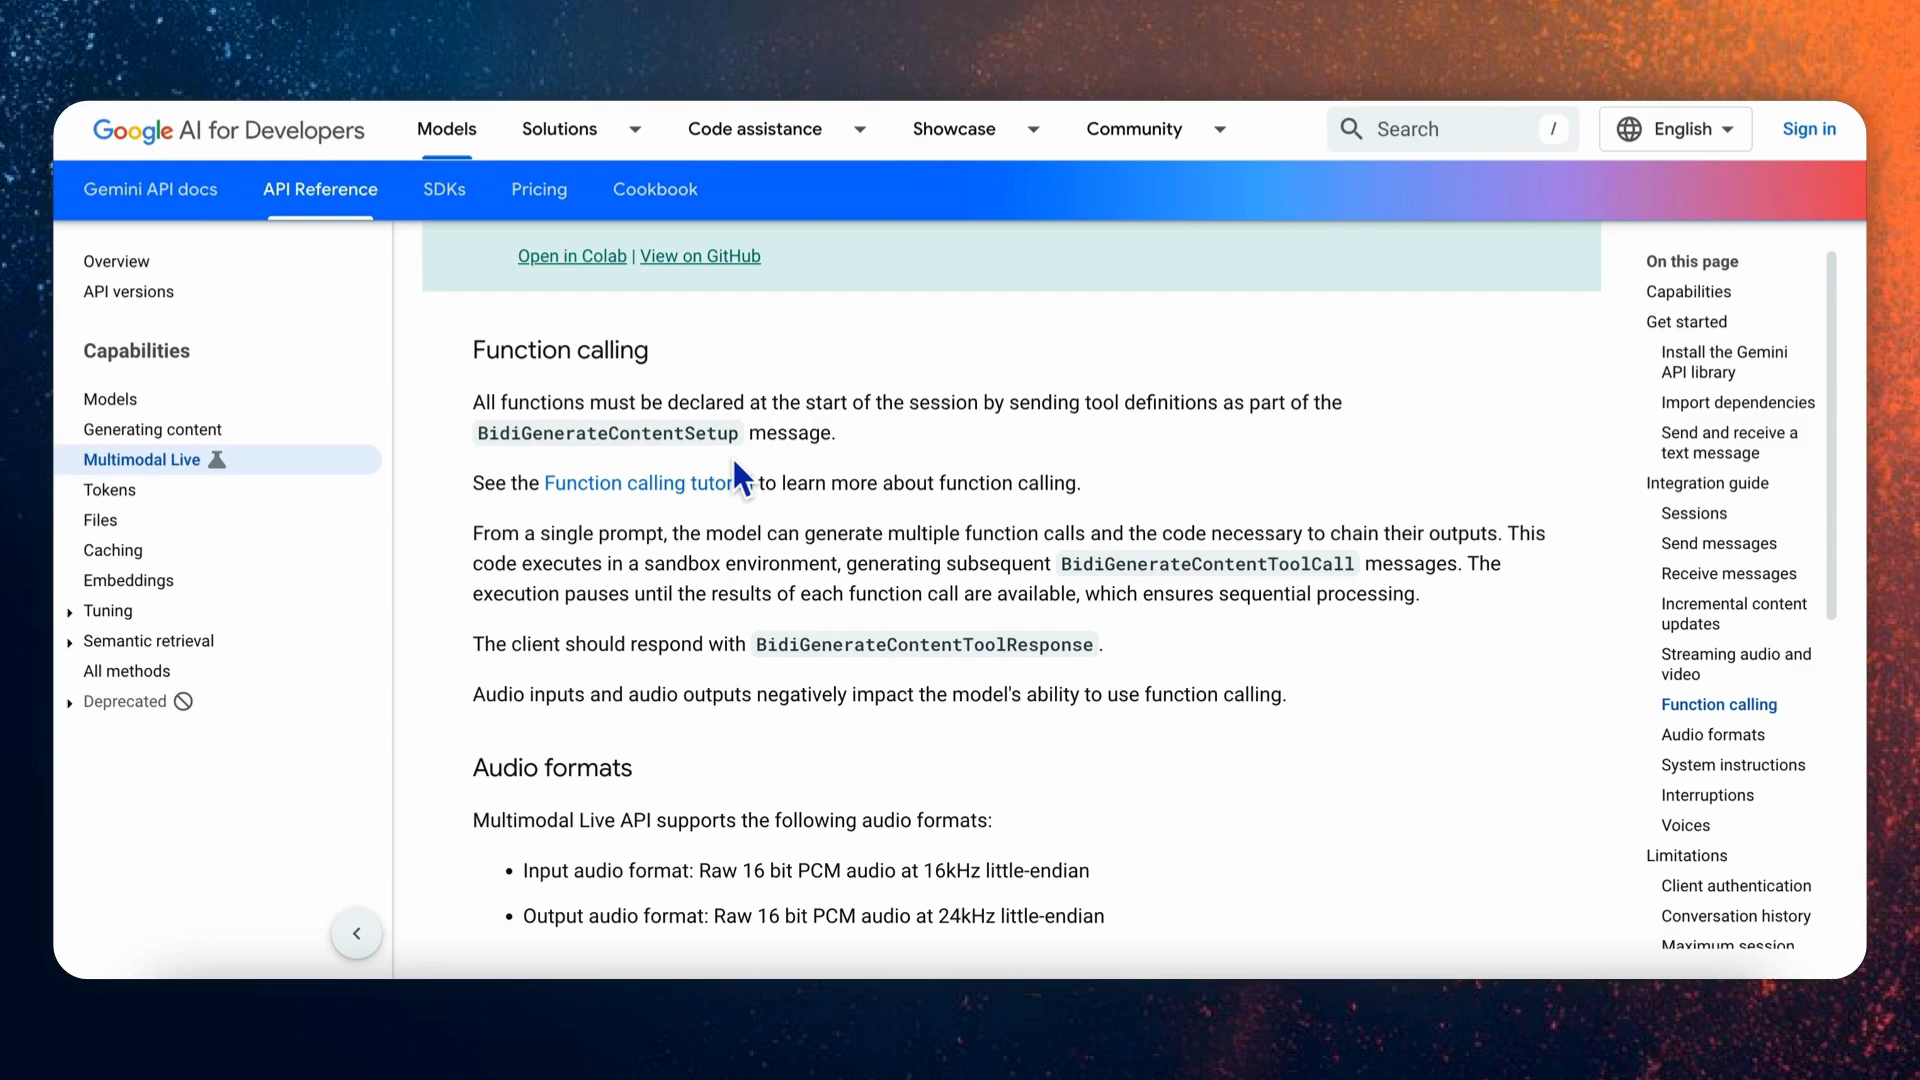 Google AI for Developers
Models
Solutions
Code assistance
Showcase
Community
Search
/
English
Sign in
Gemini API docs
API Reference
SDKs
Pricing
Cookbook
Overview
API versions
Capabilities
Models
Generating content
Multimodal Live
Tokens
Files
Caching
Embeddings
Tuning
Semantic retrieval
All methods
Deprecated
Open in Colab | View on GitHub
Function calling
All functions must be declared at the start of the session by sending tool definitions as part of the
BidiGenerateContentSetup message.
See the Function calling to learn more about function calling.
From a single prompt, the model can generate multiple function calls and the code necessary to chain their outputs. This
code executes in a sandbox environment, generating subsequent BidiGenerateContentToolCall messages. The
execution pauses until the results of each function call are available, which ensures sequential processing.
The client should respond with BidiGenerateContentToolResponse.
Audio inputs and audio outputs negatively impact the model's ability to use function calling.
Audio formats
Multimodal Live API supports the following audio formats:
• Input audio format: Raw 16 bit PCM audio at 16kHz little-endian
• Output audio format: Raw 16 bit PCM audio at 24kHz little-endian
On this page
Capabilities
Get started
Install the Gemini
API library
Import dependencies
Send and receive a
text message
Integration guide
Sessions
Send messages
Receive messages
Incremental content
updates
Streaming audio and
video
Function calling
Audio formats
System instructions
Interruptions
Voices
Limitations
Client authentication
Conversation history
Maximum session